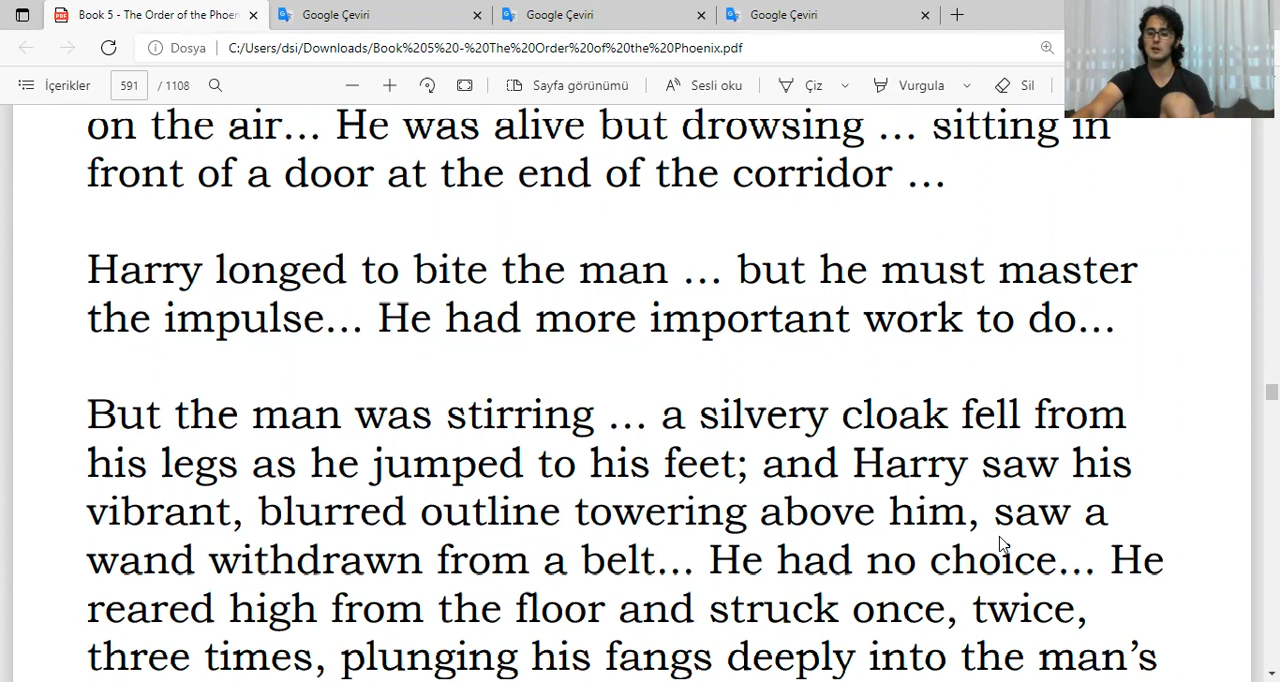 Book 5 - The Order of the Phoen
Google Çeviri
Google Çeviri
Google Çeviri
Dosya
C:/Users/dsi/Downloads/Book%205%20-%20The%20Order%20of%20the%20Phoenix.pdf
İçerikler
591 / 1108
Sayfa görünümü
Sesli oku
Çiz
Vurgula
Sil
on the air… He was alive but drowsing … sitting in
front of a door at the end of the corridor …
Harry longed to bite the man … but he must master
the impulse… He had more important work to do…
But the man was stirring … a silvery cloak fell from
his legs as he jumped to his feet; and Harry saw his
vibrant, blurred outline towering above him, saw a
wand withdrawn from a belt… He had no choice… He
reared high from the floor and struck once, twice,
three times, plunging his fangs deeply into the man’s